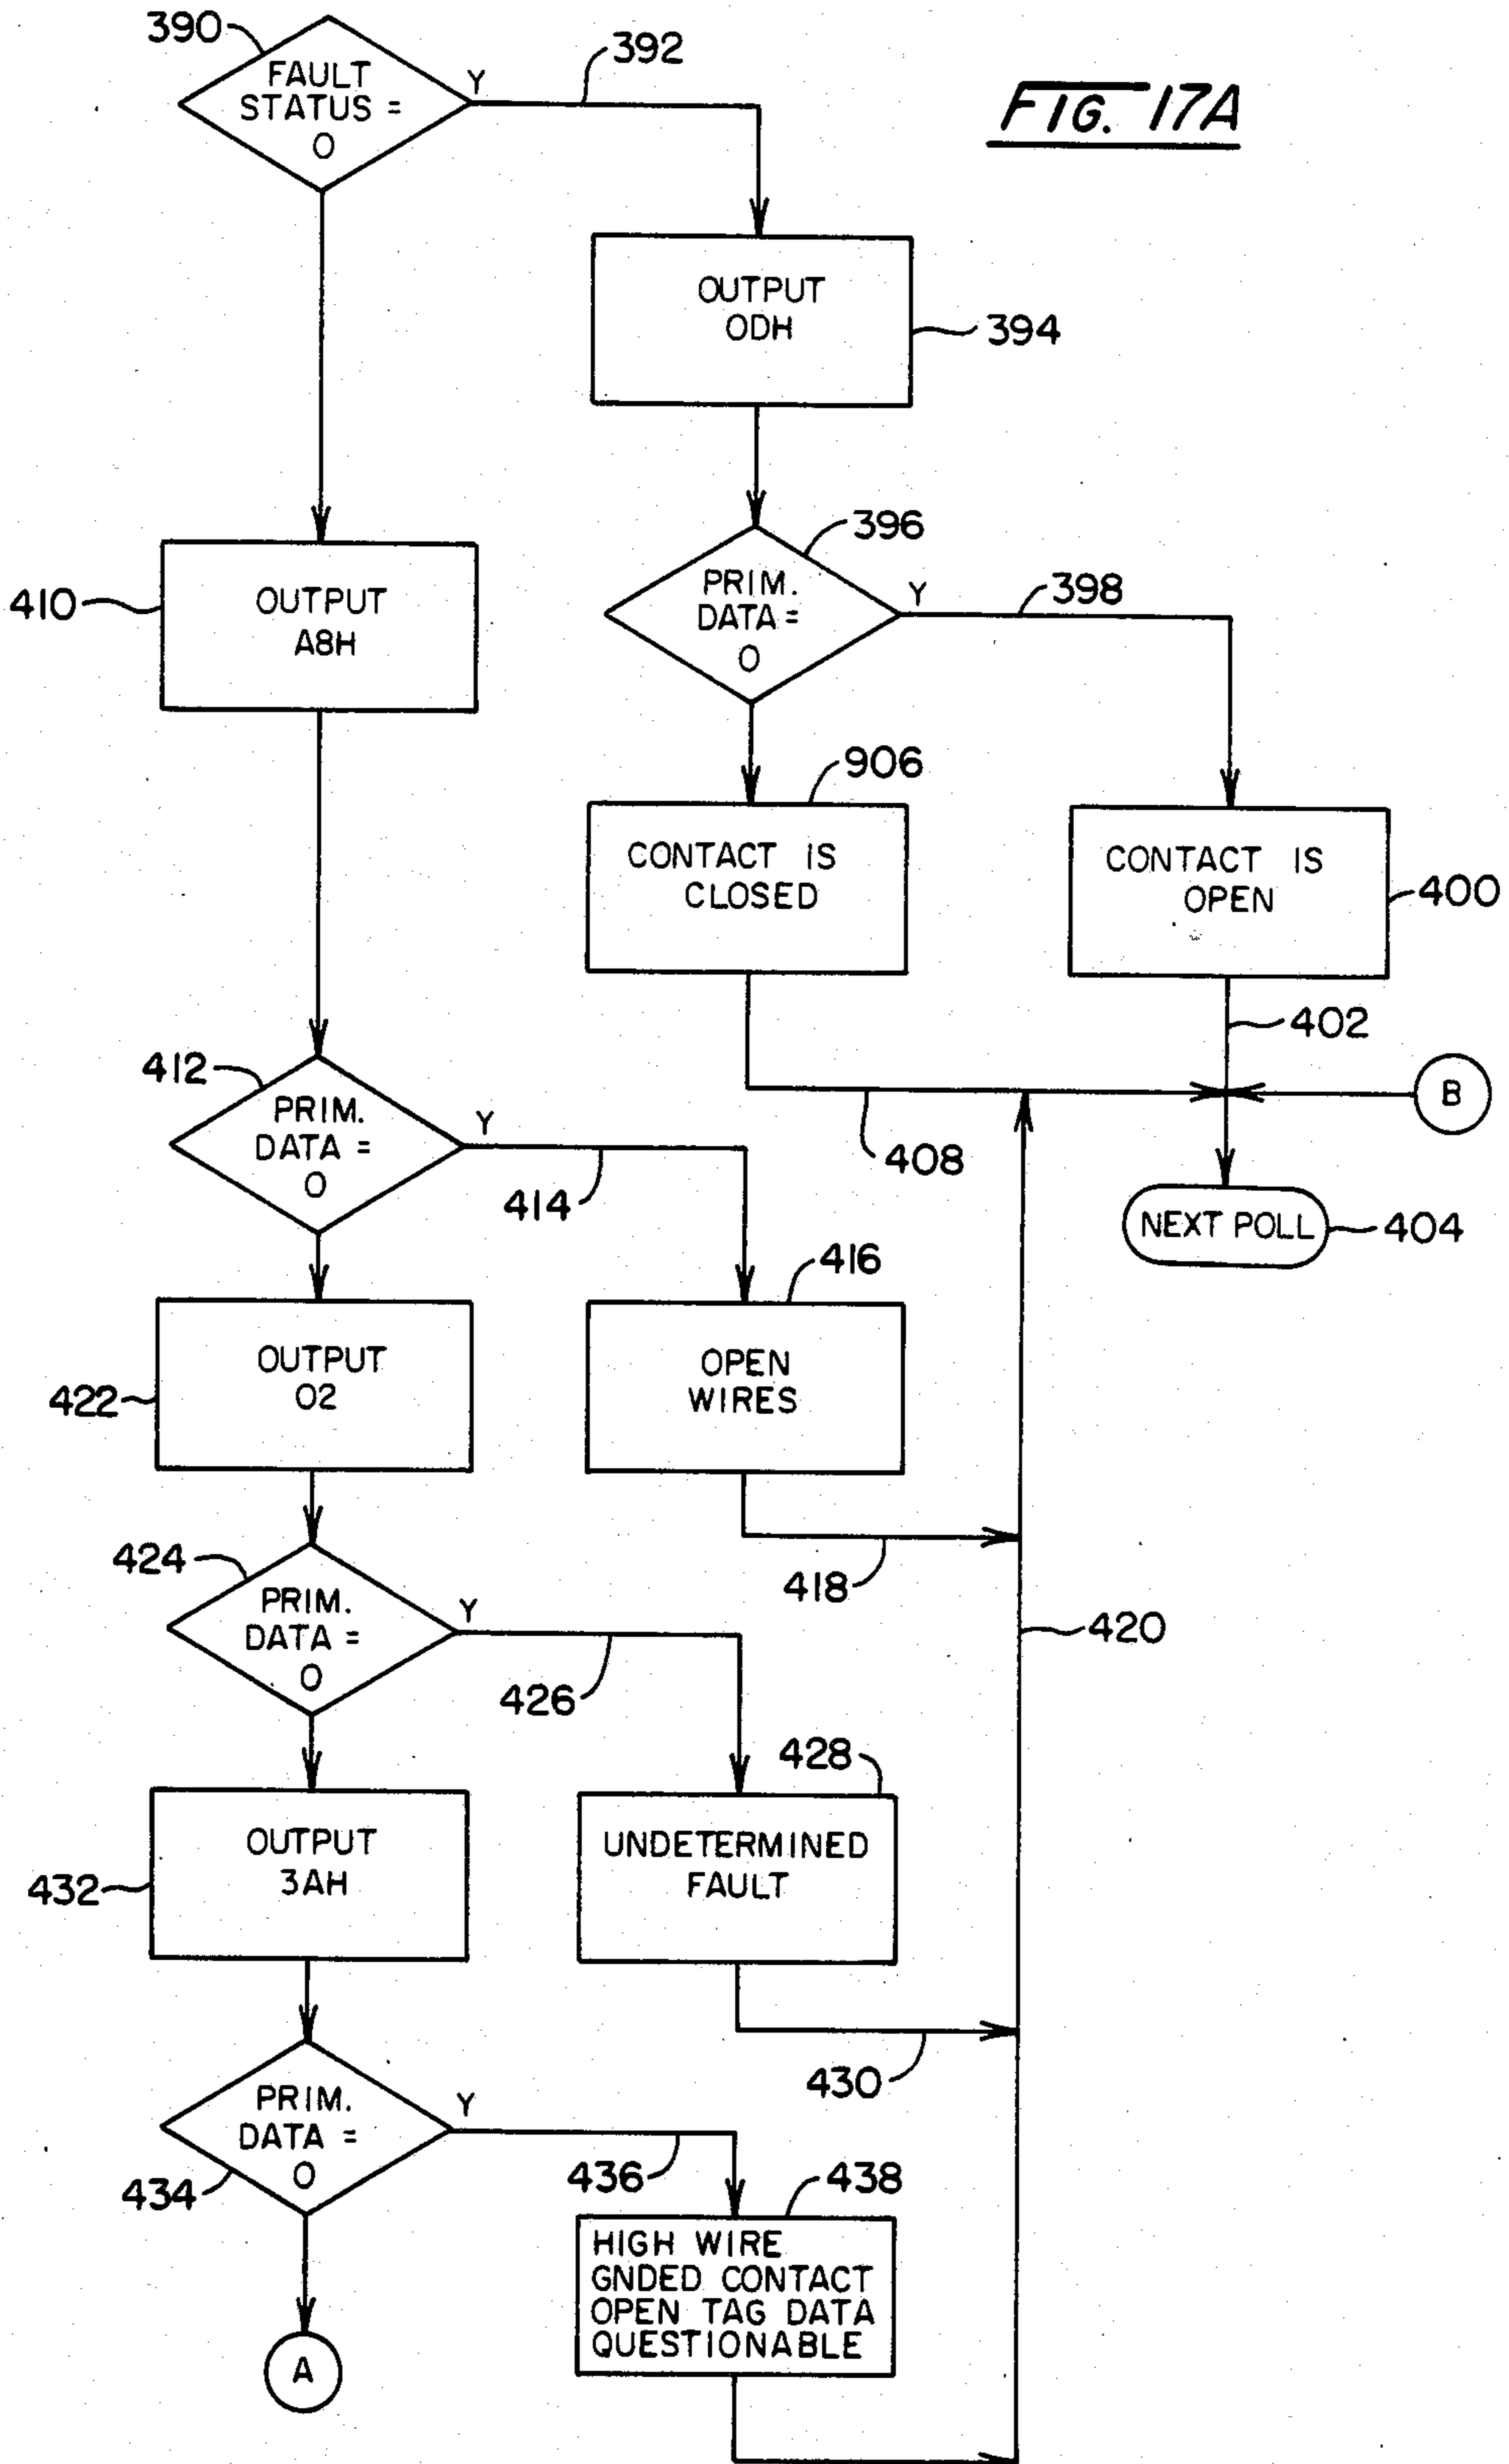 FIG. 17A
390
FAULT
STATUS =
0
Y
392
OUTPUT
ODH
394
396
PRIM.
DATA =
0
Y
398
410
OUTPUT
A8H
906
CONTACT IS
CLOSED
CONTACT IS
OPEN
400
402
B
408
NEXT POLL
404
412
PRIM.
DATA =
0
Y
414
416
OPEN
WIRES
418
420
422
OUTPUT
02
424
PRIM.
DATA =
0
Y
426
428
UNDETERMINED
FAULT
430
432
OUTPUT
3AH
434
PRIM.
DATA =
0
Y
436
438
HIGH WIRE
GNDED CONTACT
OPEN TAG DATA
QUESTIONABLE
A